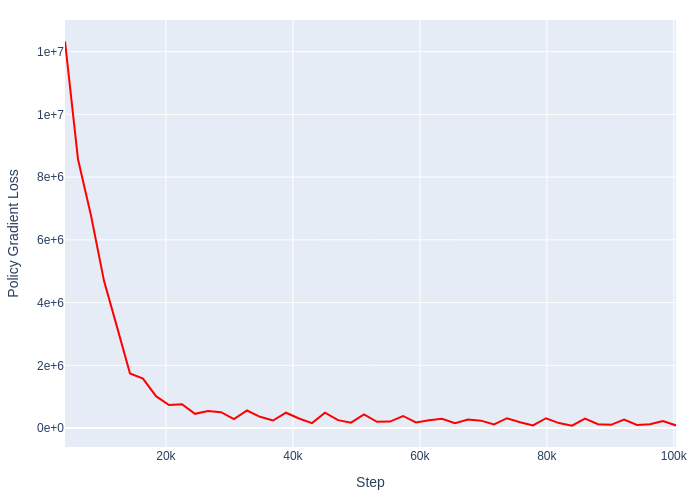 Policy Gradient Loss
1e+7
1e+7
8e+6
6e+6
4e+6
2e+6
0e+0
20k
40k
60k
80k
100k
Step